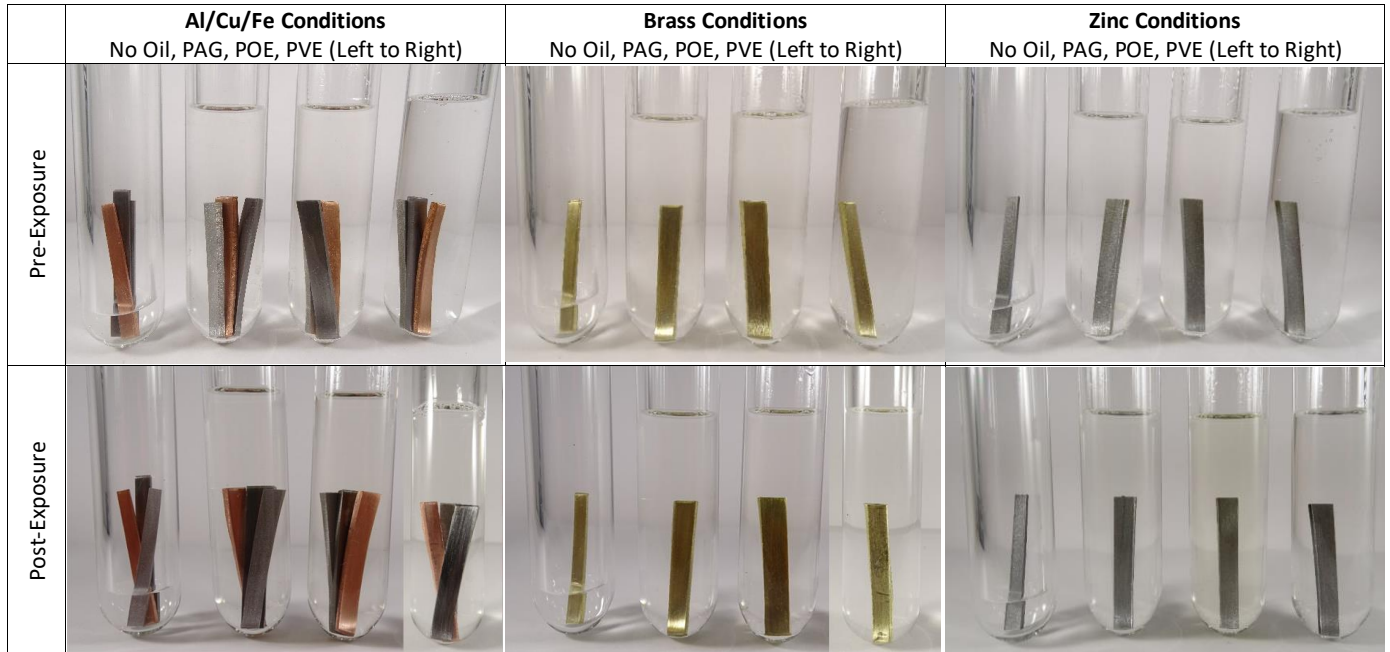 Al/Cu/Fe Conditions
No Oil, PAG, POE, PVE (Left to Right)
Brass Conditions
No Oil, PAG, POE, PVE (Left to Right)
Zinc Conditions
No Oil, PAG, POE, PVE (Left to Right)
Pre-Exposure
Post-Exposure